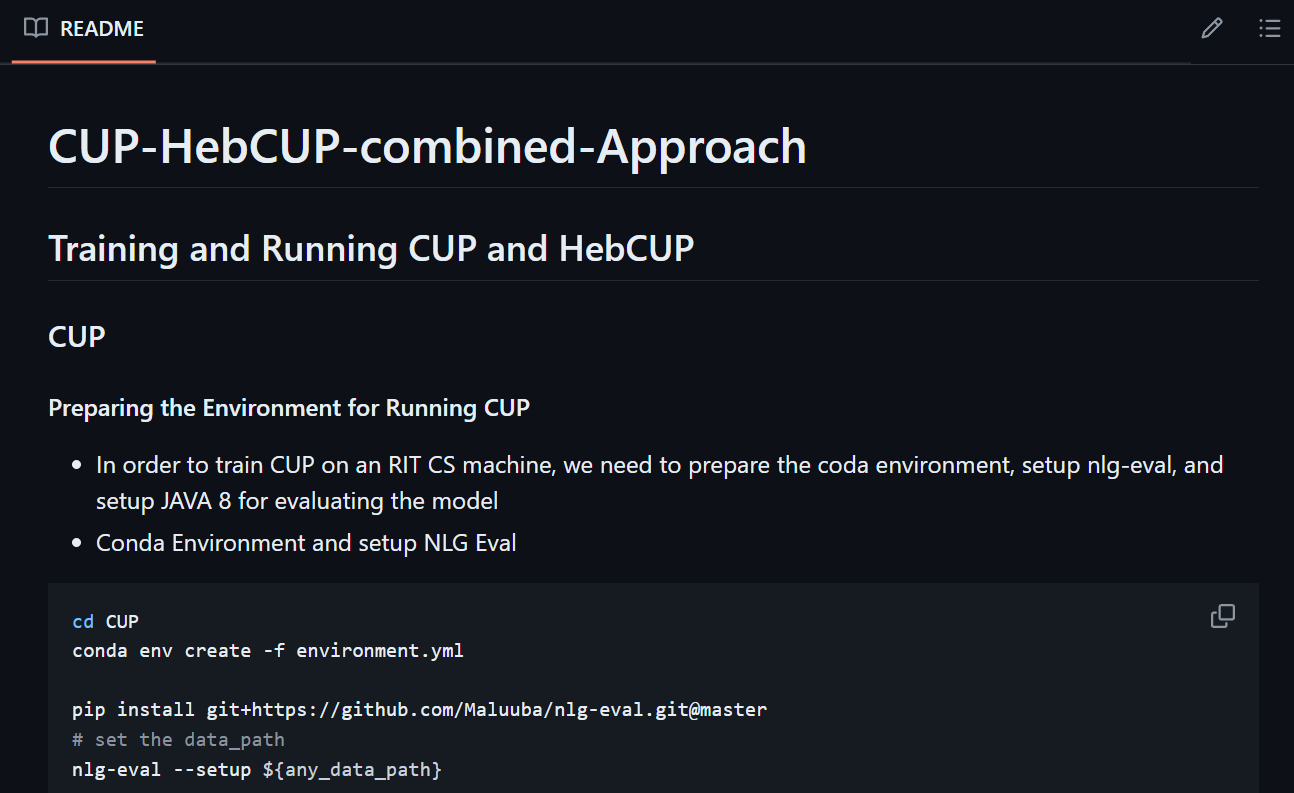 README
CUP-HebCUP-combined-Approach
Training and Running CUP and HebCUP
CUP
Preparing the Environment for Running CUP
In order to train CUP on an RIT CS machine, we need to prepare the coda environment, setup nlg-eval, and
setup JAVA 8 for evaluating the model
Conda Environment and setup NLG Eval
cd CUP
conda env create -f environment.yml
pip install git+https://github.com/Maluuba/nlg-eval.git@master
# set the data_path
nlg-eval --setup ${any_data_path}